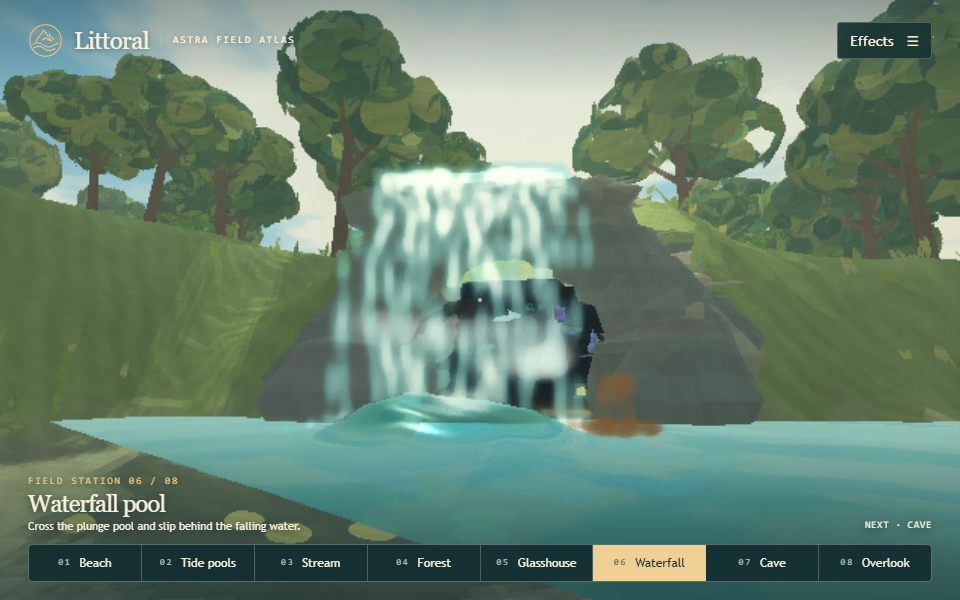 Littoral
ASTRA FIELD ATLAS
Effects ☰
FIELD STATION 06 / 08
Waterfall pool
Cross the plunge pool and slip behind the falling water.
NEXT · CAVE
01 Beach
02 Tide pools
03 Stream
04 Forest
05 Glasshouse
06 Waterfall
07 Cave
08 Overlook